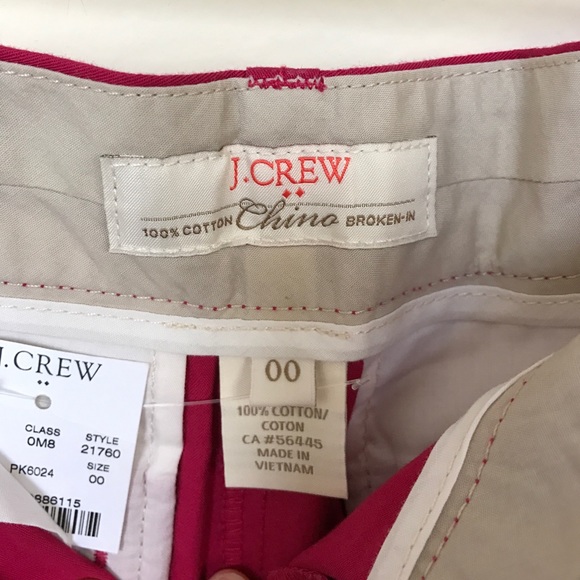 J.CREW
100% COTTON Chino BROKEN-IN
J.CREW
CLASS STYLE
0M8 21760
PK6024 SIZE
00
886115
00
100% COTTON/
COTON
CA #56445
MADE IN
VIETNAM